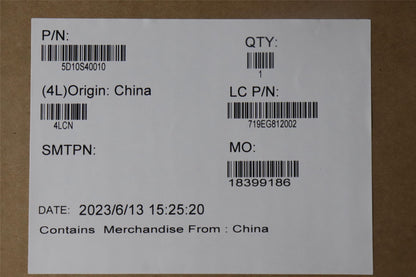 P/N:
QTY:
5D10S40010
1
(4L)Origin: China
LC P/N:
4LCN
719EG812002
SMTPN:
MO:
18399186
DATE: 2023/6/13 15:25:20
Contains Merchandise From : China